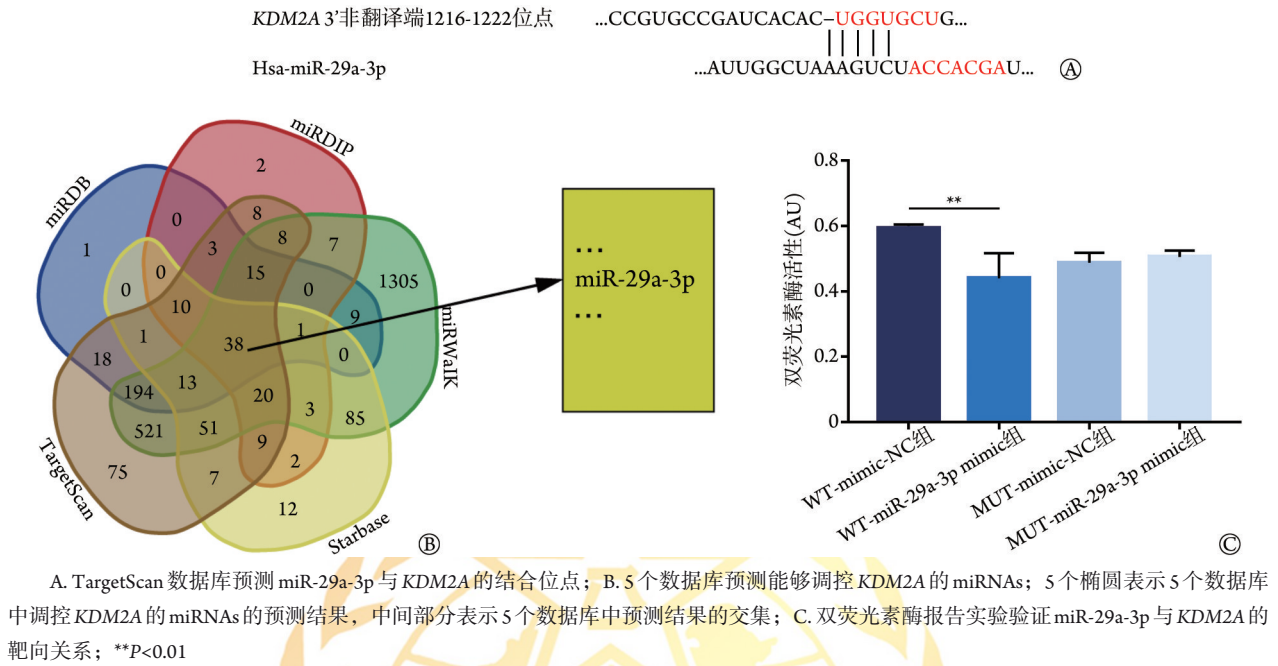 KDM2A 3’非翻译端1216-1222位点 ...CCGUGCCGAUCACAC–UGGUGCUG...
Hsa-miR-29a-3p ...AUUGGCUAAAGUCUACCACGAU... Ⓐ
miRDIP
2
miRDB
0
8
1
3
8
7
0
15
1305
0
0
10
9
1
1
38
0
miRWalK
18
13
194
20
3
85
521
51
9
75
7
2
12
TargetScan
Starbase
Ⓑ
...
miR-29a-3p
...
双荧光素酶活性(AU)
0.8
0.6
0.4
0.2
0
**
WT-mimic-NC组
WT-miR-29a-3p mimic组
MUT-mimic-NC组
MUT-miR-29a-3p mimic组
Ⓒ
A. TargetScan 数据库预测 miR-29a-3p 与 KDM2A 的结合位点；B. 5 个数据库预测能够调控 KDM2A 的 miRNAs；5 个椭圆表示 5 个数据库
中调控 KDM2A 的 miRNAs 的预测结果，中间部分表示 5 个数据库中预测结果的交集；C. 双荧光素酶报告实验验证 miR-29a-3p 与 KDM2A 的
靶向关系；**P<0.01